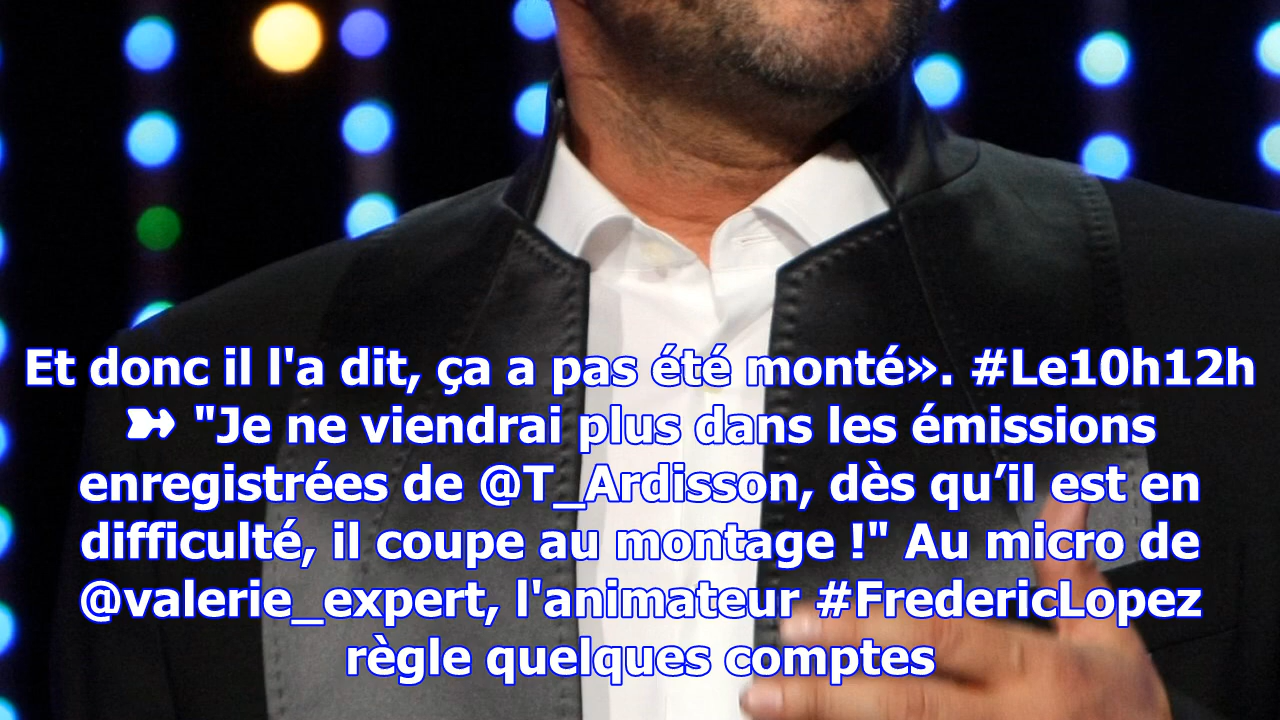 Et donc il l'a dit, ça a pas été monté». #Le10h12h
➳ "Je ne viendrai plus dans les émissions
enregistrées de @T_Ardisson, dès qu’il est en
difficulté, il coupe au montage !" Au micro de
@valerie_expert, l'animateur #FredericLopez
règle quelques comptes